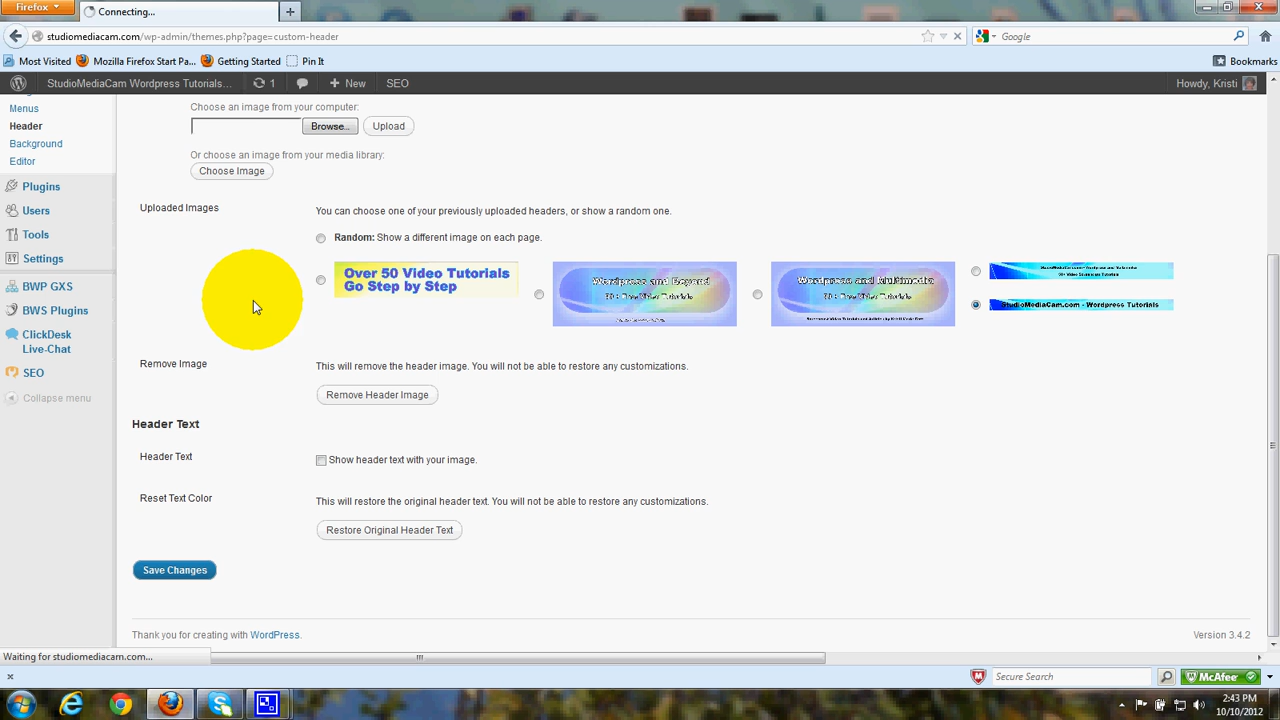 Firefox
Connecting...
studiomediacam.com/wp-admin/themes.php?page=custom-header
Google
Most Visited
Mozilla Firefox Start Pa...
Getting Started
Pin It
Bookmarks
StudioMediaCam Wordpress Tutorials...
1
New
SEO
Howdy, Kristi
Menus
Header
Background
Editor
Plugins
Users
Tools
Settings
BWP GXS
BWS Plugins
ClickDesk
Live-Chat
SEO
Collapse menu
Choose an image from your computer:
Browse...
Upload
Or choose an image from your media library:
Choose Image
Uploaded Images
You can choose one of your previously uploaded headers, or show a random one.
Random: Show a different image on each page.
Over 50 Video Tutorials
Go Step by Step
Wordpress and Beyond
Wordpress and Multimedia
StudioMediaCam.com - Wordpress Tutorials
Remove Image
This will remove the header image. You will not be able to restore any customizations.
Remove Header Image
Header Text
Header Text
Show header text with your image.
Reset Text Color
This will restore the original header text. You will not be able to restore any customizations.
Restore Original Header Text
Save Changes
Thank you for creating with WordPress.
Version 3.4.2
Waiting for studiomediacam.com...
Secure Search
McAfee
2:43 PM
10/10/2012